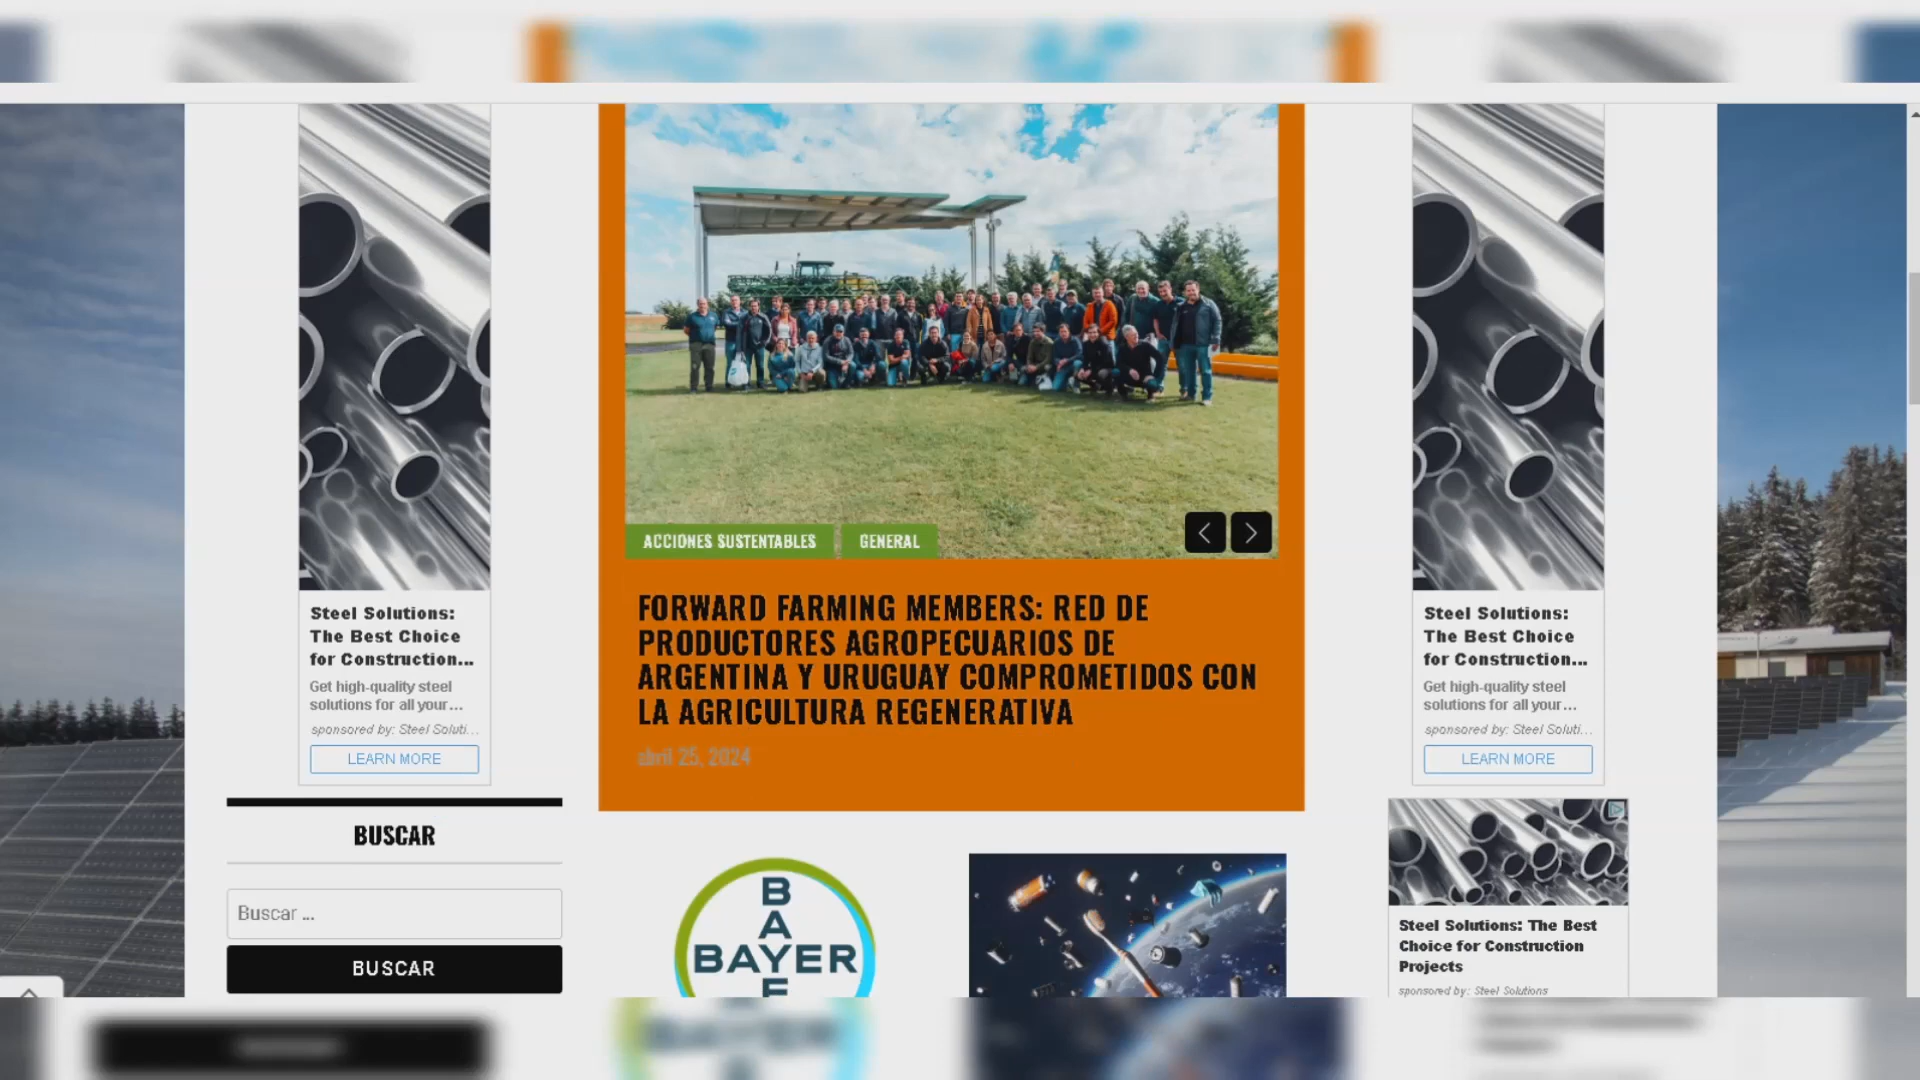 ACCIONES SUSTENTABLES
GENERAL
FORWARD FARMING MEMBERS: RED DE
PRODUCTORES AGROPECUARIOS DE
ARGENTINA Y URUGUAY COMPROMETIDOS CON
LA AGRICULTURA REGENERATIVA
abril 25, 2024
Steel Solutions:
The Best Choice
for Construction...
Get high-quality steel
solutions for all your...
sponsored by: Steel Soluti...
LEARN MORE
BUSCAR
Buscar ...
BUSCAR
BAYER
BAYE
Steel Solutions:
The Best Choice
for Construction...
Get high-quality steel
solutions for all your...
sponsored by: Steel Soluti...
LEARN MORE
Steel Solutions: The Best
Choice for Construction
Projects
sponsored by: Steel Solutions